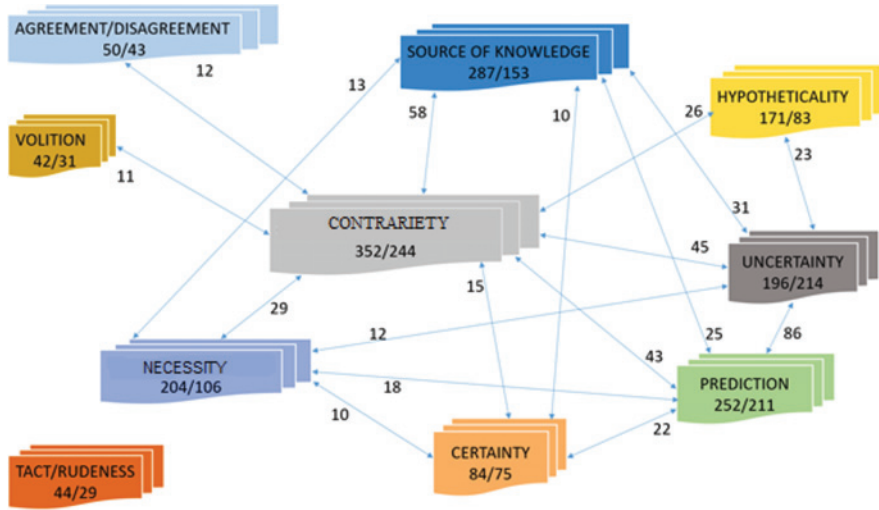 AGREEMENT/DISAGREEMENT
50/43
SOURCE OF KNOWLEDGE
287/153
12
13
58
10
26
HYPOTHETICALITY
171/83
VOLITION
42/31
23
11
31
CONTRARIETY
352/244
45
UNCERTAINTY
196/214
15
29
12
43
25
86
NECESSITY
204/106
18
PREDICTION
252/211
10
22
CERTAINTY
84/75
TACT/RUDENESS
44/29